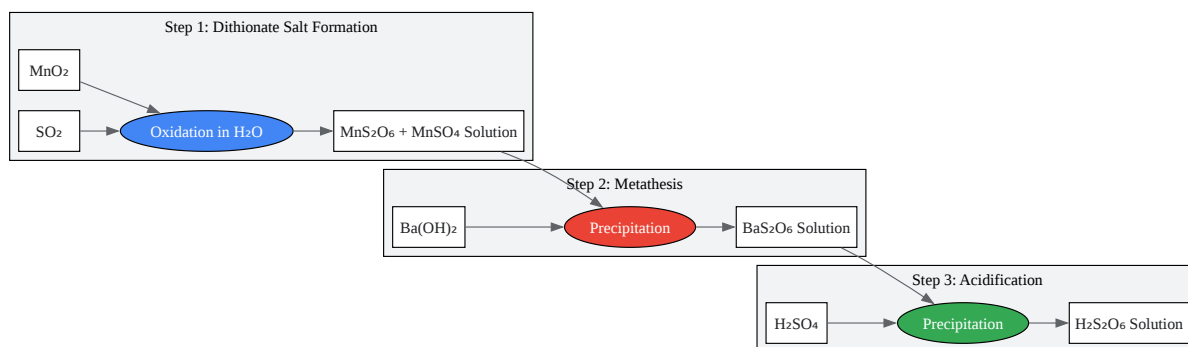 Step 1: Dithionate Salt Formation
MnO₂
SO₂
Oxidation in H₂O
MnS₂O₆ + MnSO₄ Solution
Step 2: Metathesis
Ba(OH)₂
Precipitation
BaS₂O₆ Solution
Step 3: Acidification
H₂SO₄
Precipitation
H₂S₂O₆ Solution